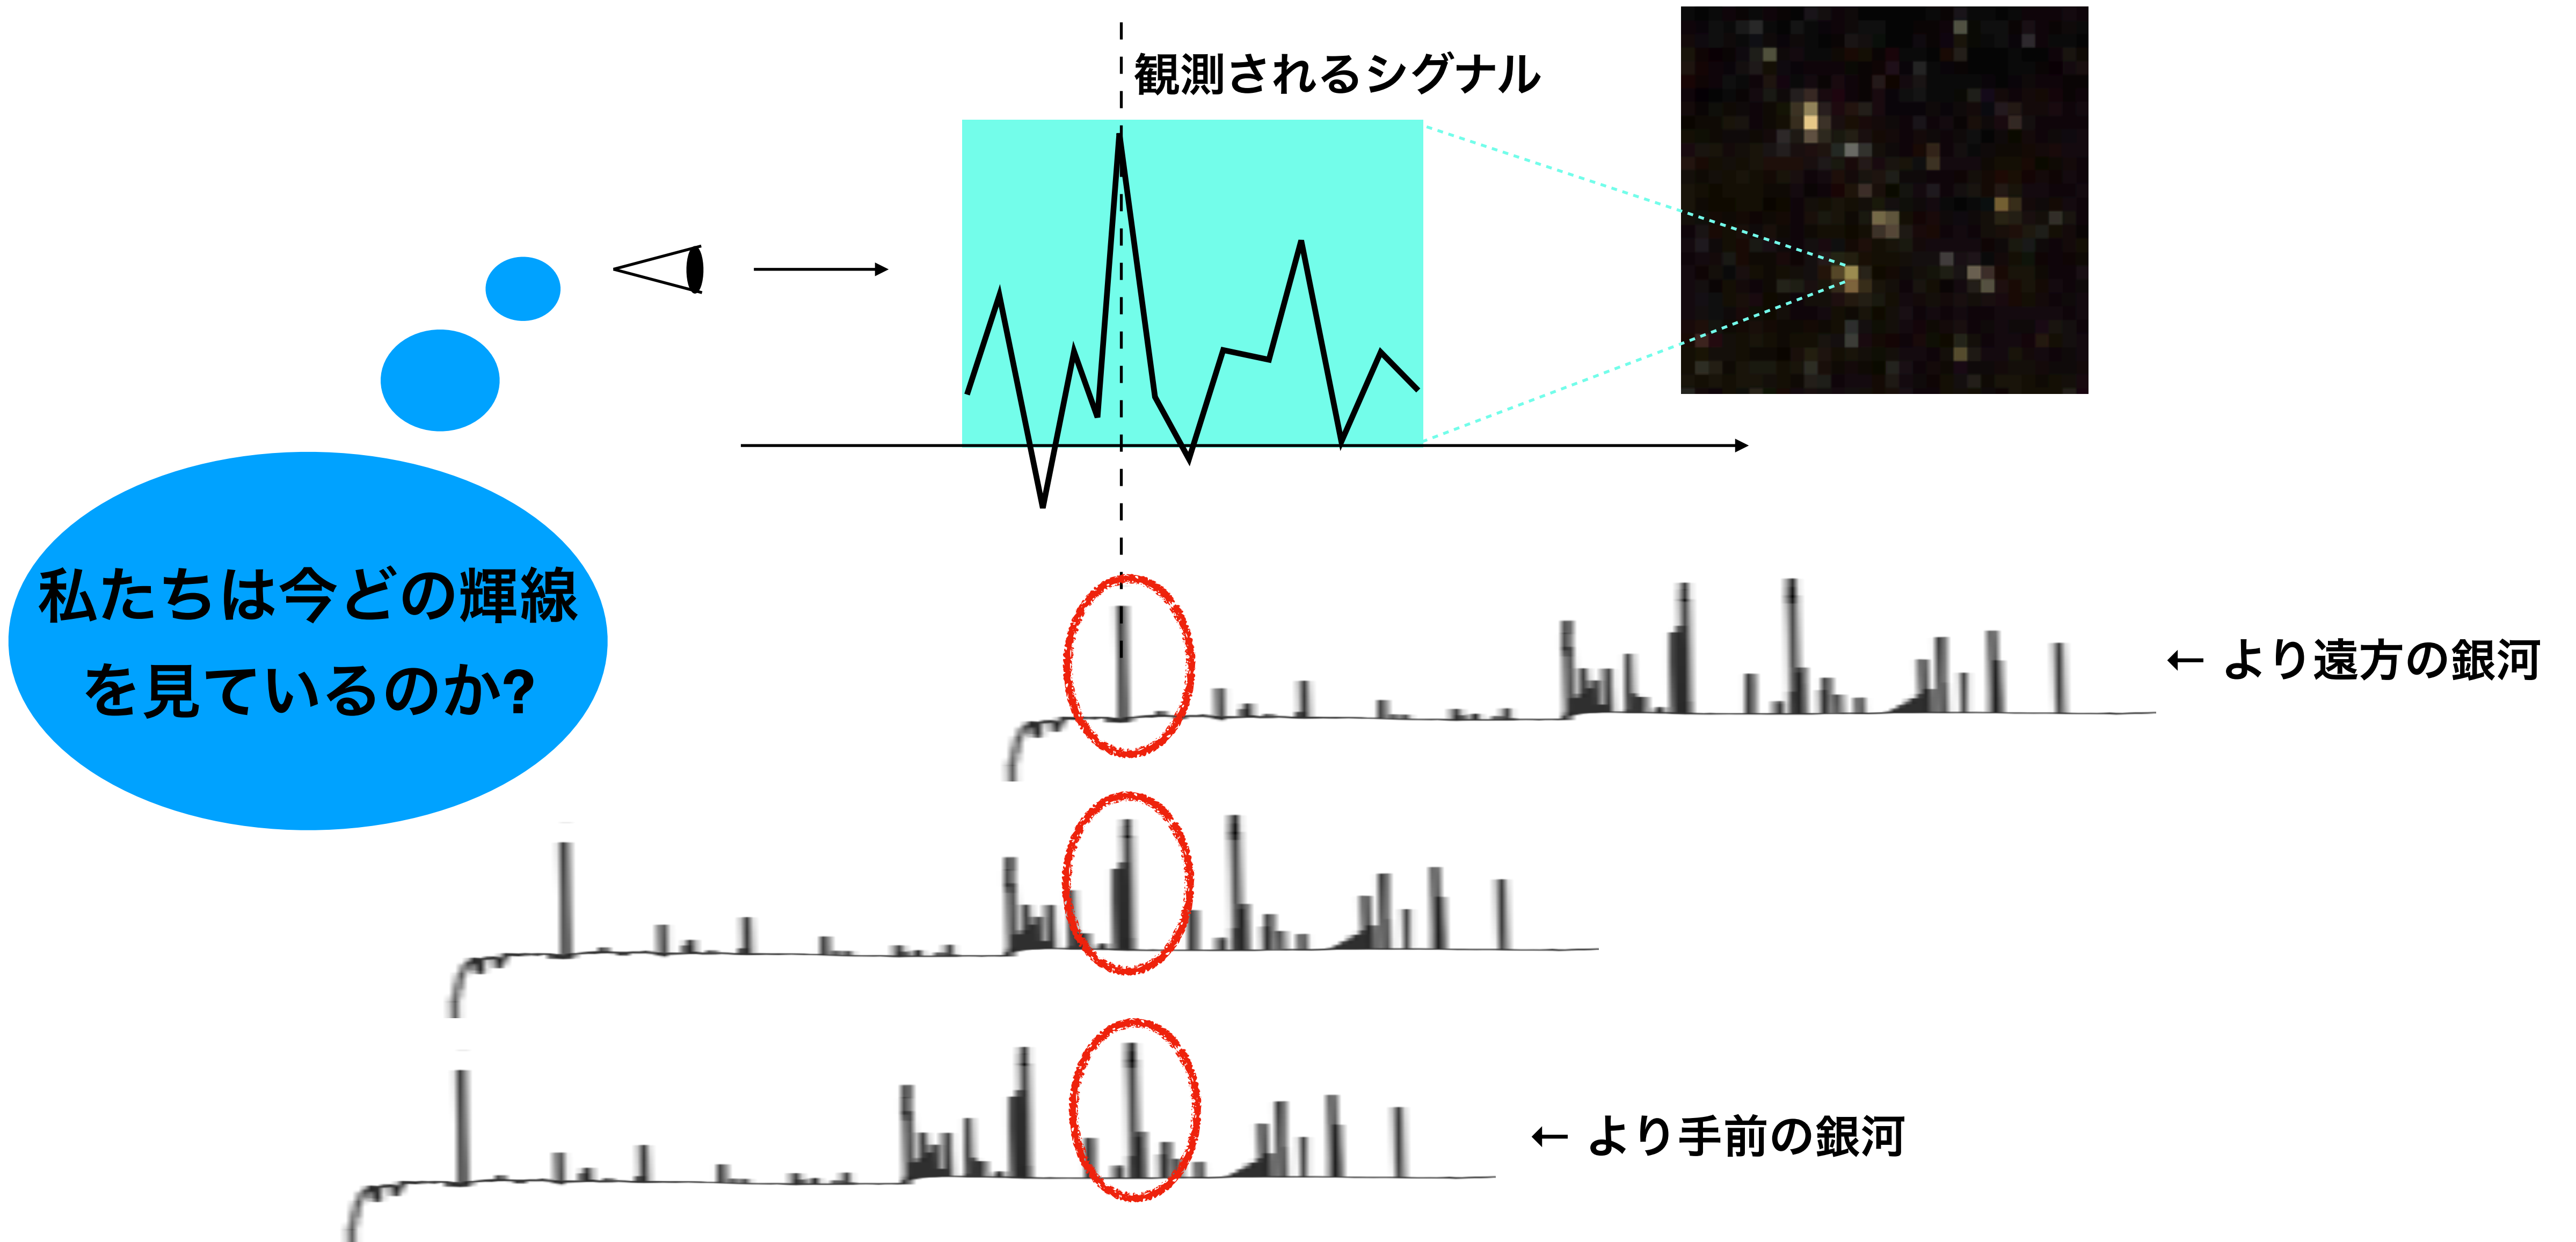 観測されるシグナル
私たちは今どの輝線
を見ているのか?
← より遠方の銀河
← より手前の銀河